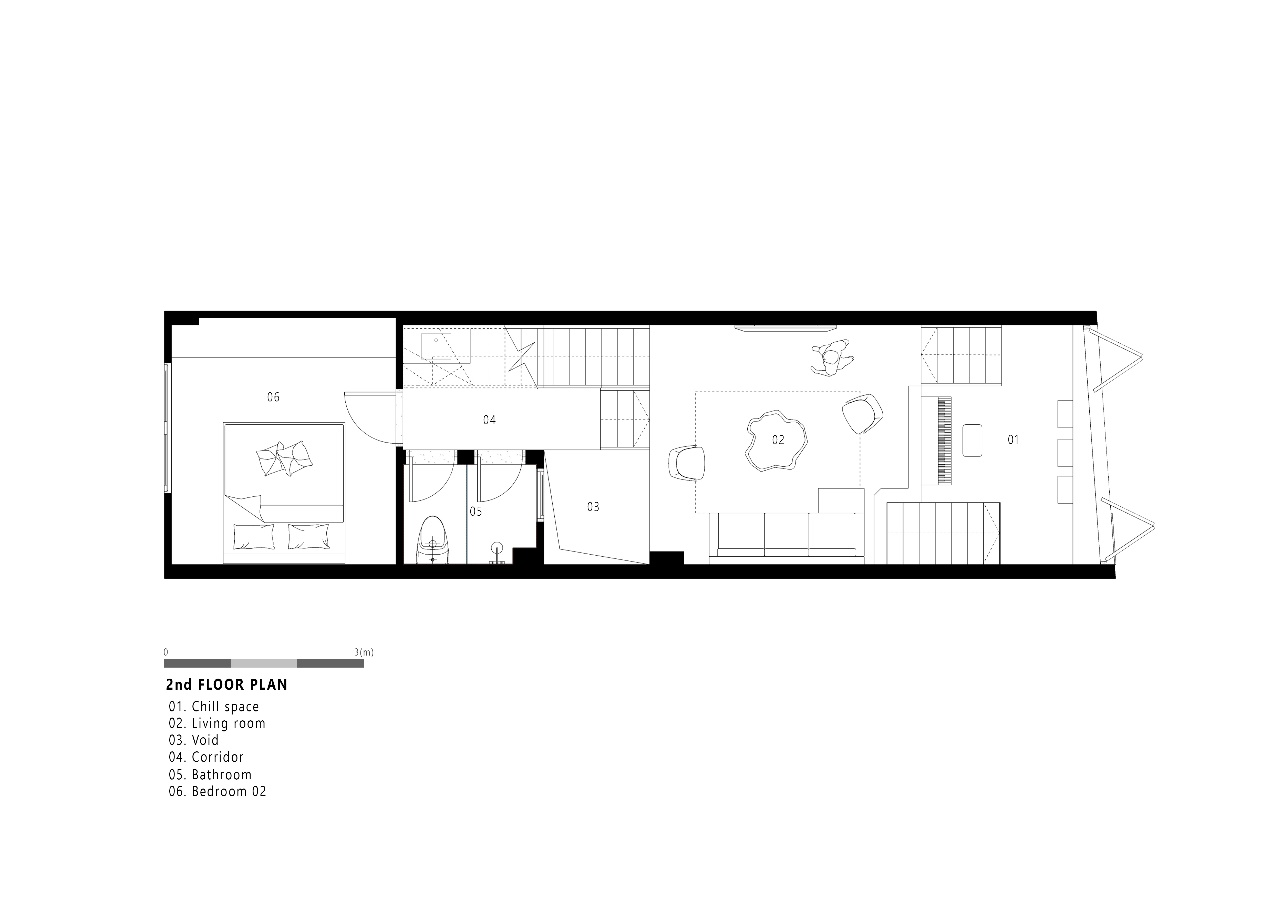 06
04
02
01
05
03
0 3(m)
2nd FLOOR PLAN
01. Chill space
02. Living room
03. Void
04. Corridor
05. Bathroom
06. Bedroom 02